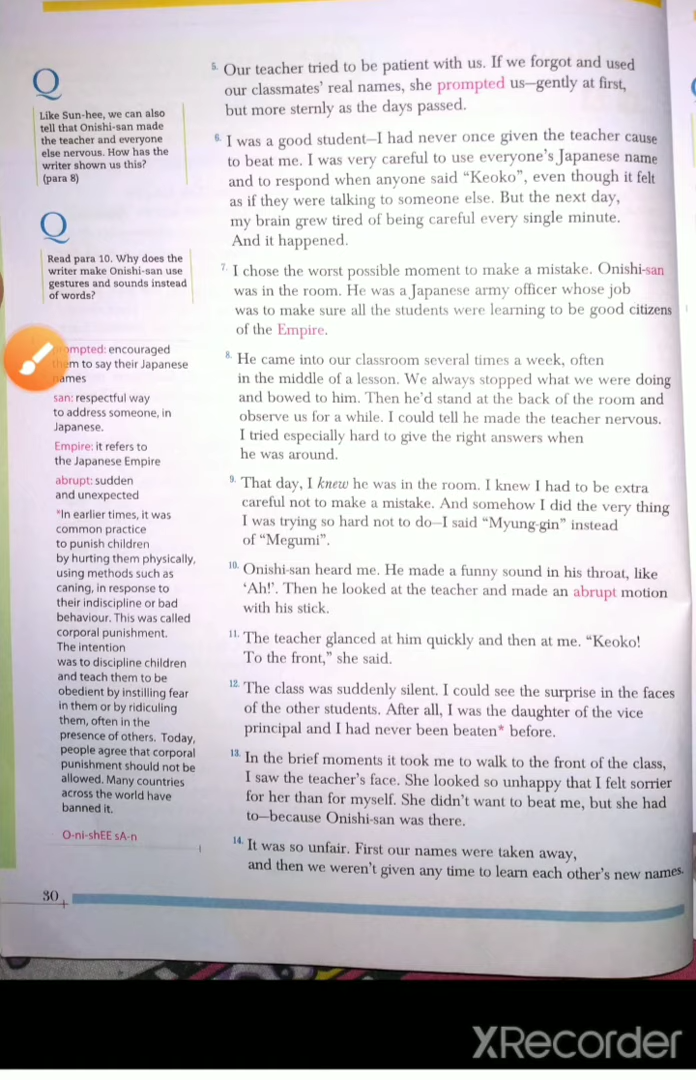 Q
Like Sun-hee, we can also
tell that Onishi-san made
the teacher and everyone
else nervous. How has the
writer shown us this?
(para 8)
Q
Read para 10. Why does the
writer make Onishi-san use
gestures and sounds instead
of words?
ompted: encouraged
em to say their Japanese
names
san: respectful way
to address someone, in
Japanese.
Empire: it refers to
the Japanese Empire
abrupt: sudden
and unexpected
*In earlier times, it was
common practice
to punish children
by hurting them physically,
using methods such as
caning, in response to
their indiscipline or bad
behaviour. This was called
corporal punishment.
The intention
was to discipline children
and teach them to be
obedient by instilling fear
in them or by ridiculing
them, often in the
presence of others. Today,
people agree that corporal
punishment should not be
allowed. Many countries
across the world have
banned it.
O-ni-shEE sA-n
5. Our teacher tried to be patient with us. If we forgot and used
our classmates' real names, she prompted us—gently at first,
but more sternly as the days passed.
6. I was a good student—I had never once given the teacher cause
to beat me. I was very careful to use everyone's Japanese name
and to respond when anyone said “Keoko”, even though it felt
as if they were talking to someone else. But the next day,
my brain grew tired of being careful every single minute.
And it happened.
7. I chose the worst possible moment to make a mistake. Onishi-san
was in the room. He was a Japanese army officer whose job
was to make sure all the students were learning to be good citizens
of the Empire.
8. He came into our classroom several times a week, often
in the middle of a lesson. We always stopped what we were doing
and bowed to him. Then he'd stand at the back of the room and
observe us for a while. I could tell he made the teacher nervous.
I tried especially hard to give the right answers when
he was around.
9. That day, I knew he was in the room. I knew I had to be extra
careful not to make a mistake. And somehow I did the very thing
I was trying so hard not to do—I said “Myung-gin” instead
of “Megumi”.
10. Onishi-san heard me. He made a funny sound in his throat, like
‘Ah!’. Then he looked at the teacher and made an abrupt motion
with his stick.
11. The teacher glanced at him quickly and then at me. “Keoko!
To the front,” she said.
12. The class was suddenly silent. I could see the surprise in the faces
of the other students. After all, I was the daughter of the vice
principal and I had never been beaten* before.
13. In the brief moments it took me to walk to the front of the class,
I saw the teacher's face. She looked so unhappy that I felt sorrier
for her than for myself. She didn't want to beat me, but she had
to—because Onishi-san was there.
14. It was so unfair. First our names were taken away,
and then we weren't given any time to learn each other's new names.
30
XRecorder